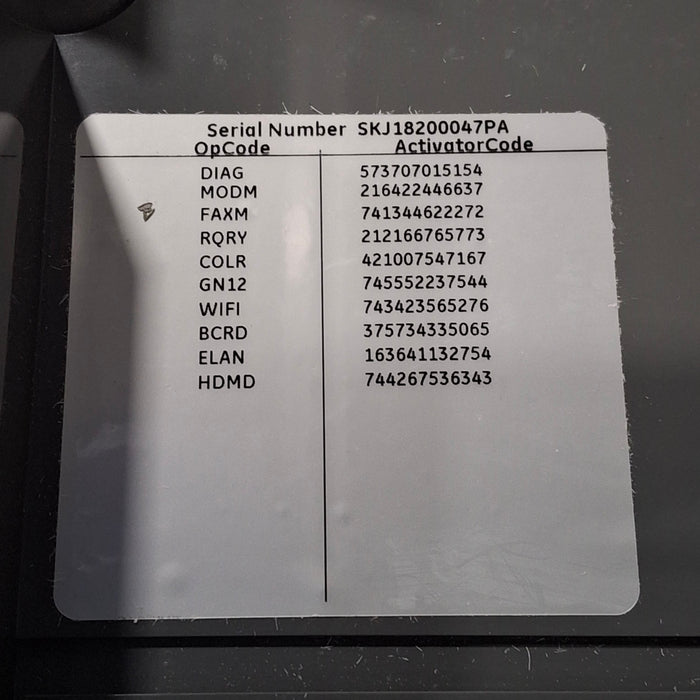 Serial Number SKJ18200047PA
OpCode ActivatorCode
DIAG 573707015154
MODM 216422446637
FAXM 741344622272
RQRY 212166765773
COLR 421007547167
GN12 745552237544
WIFI 743423565276
BCRD 375734335065
ELAN 163641132754
HDMD 744267536343